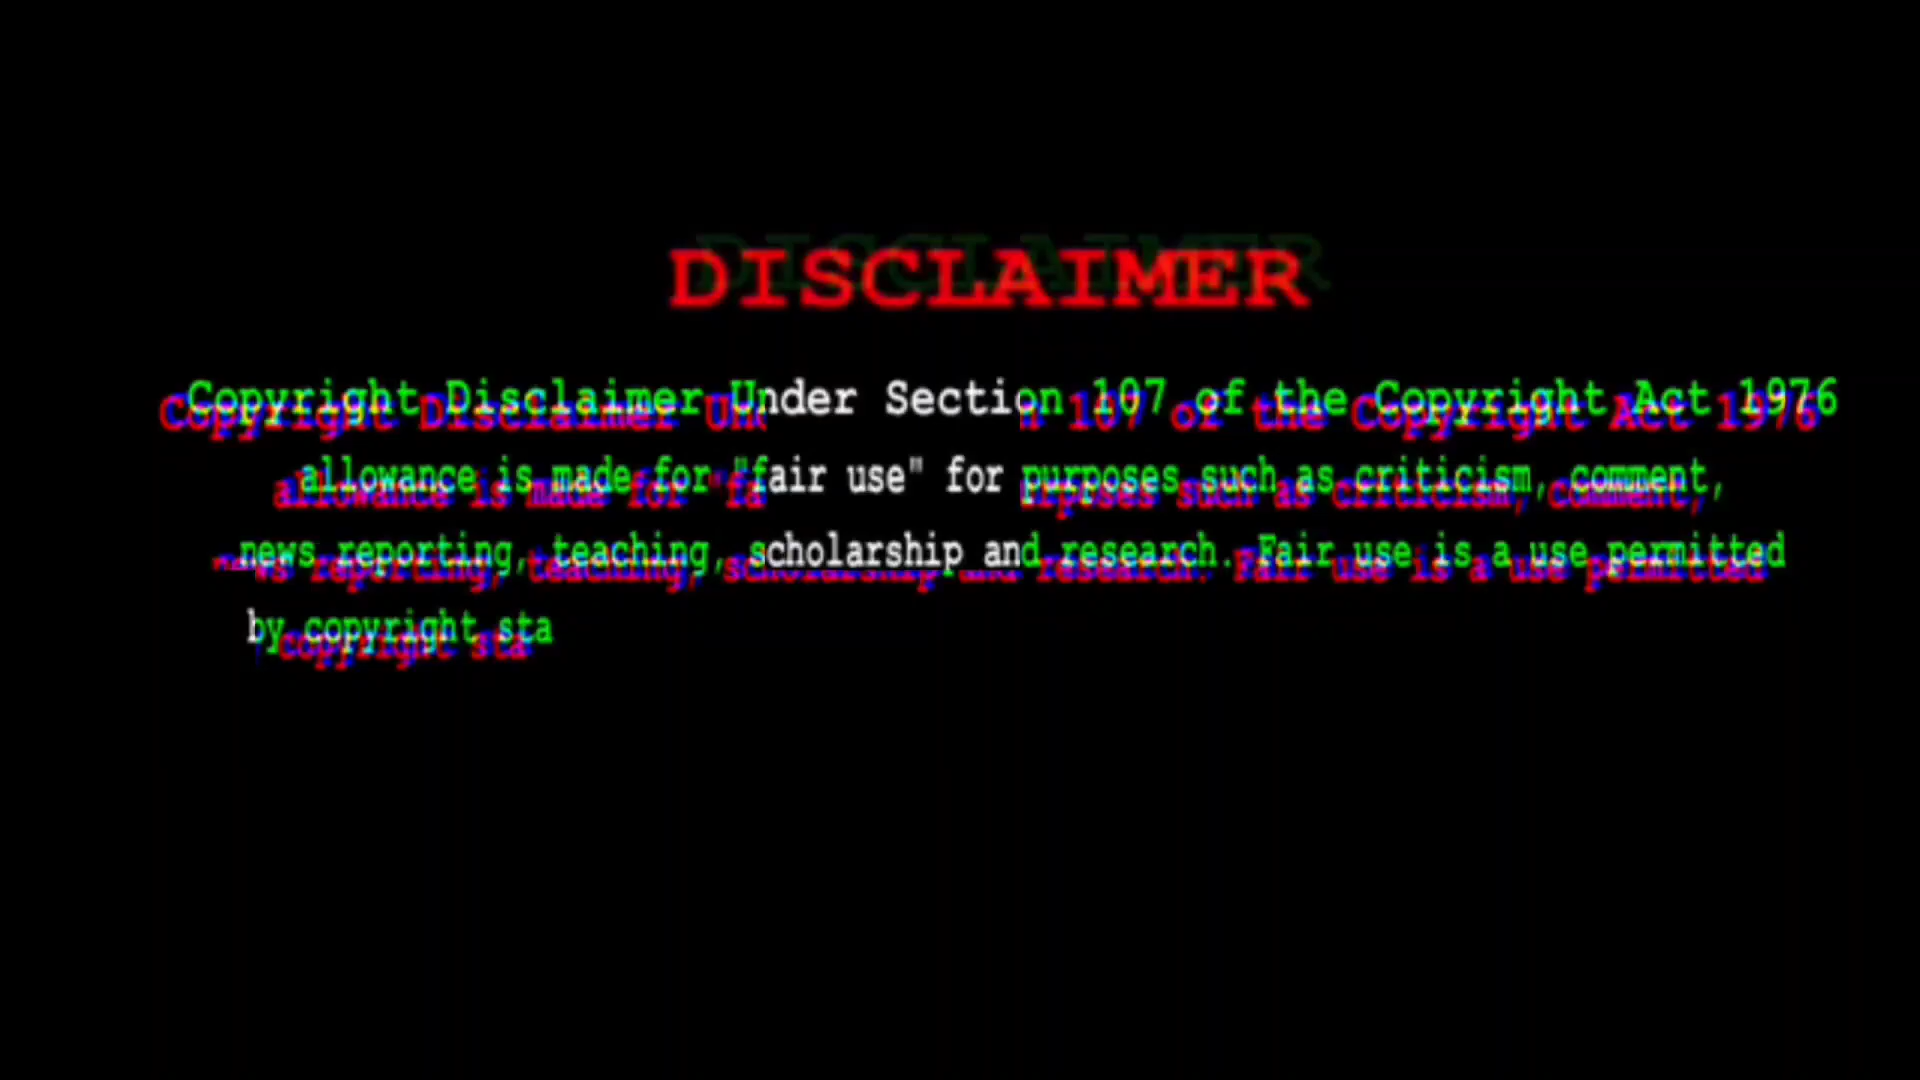 DISCLAIMER
Copyright Disclaimer Under Section 107 of the Copyright Act 1976
allowance is made for "fair use" for purposes such as criticism, comment,
news reporting, teaching, scholarship and research. Fair use is a use permitted
by copyright sta